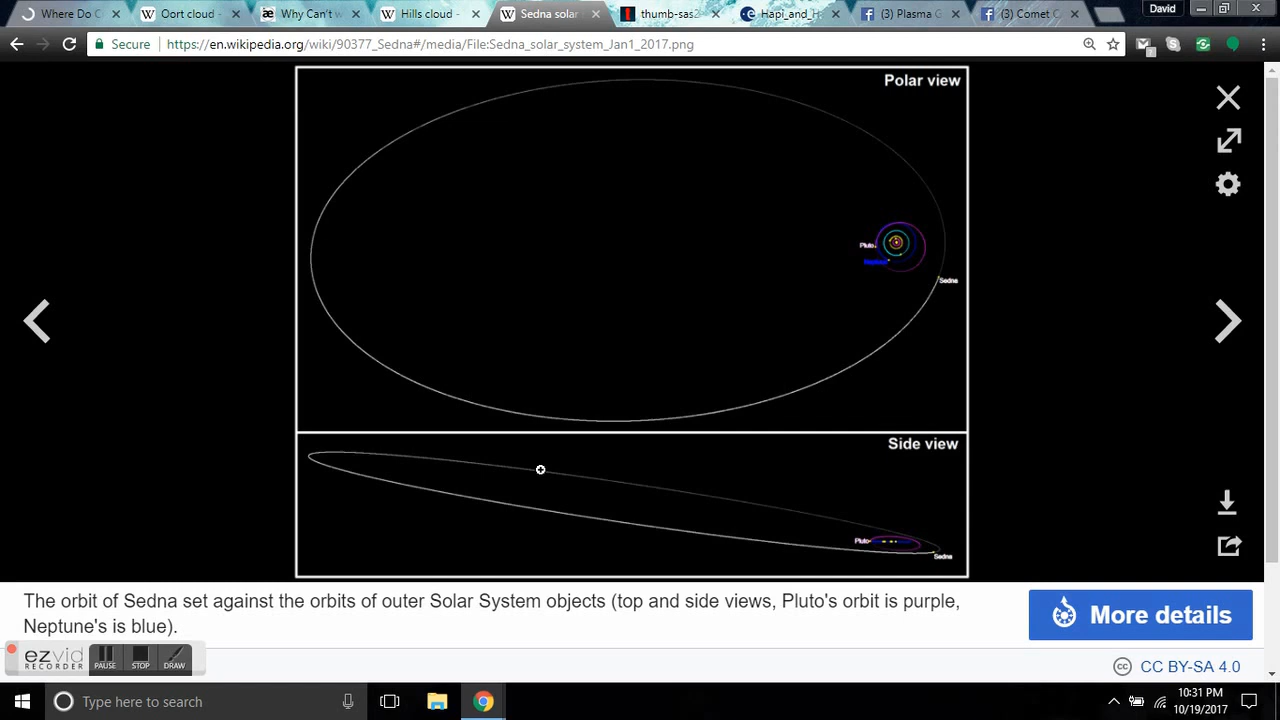 Where Do C
Oort cloud -
Why Can't w
Hills cloud -
Sedna solar
thumb-sas2
Hapi_and_H
(3) Plasma G
(3) Comet C
David
Secure https://en.wikipedia.org/wiki/90377_Sedna#/media/File:Sedna_solar_system_Jan1_2017.png
Polar view
Pluto
Neptune
Sedna
Side view
Pluto
Sedna
The orbit of Sedna set against the orbits of outer Solar System objects (top and side views, Pluto's orbit is purple,
Neptune's is blue).
More details
ezvid
RECORDER
PAUSE
STOP
DRAW
CC BY-SA 4.0
Type here to search
10:31 PM
10/19/2017